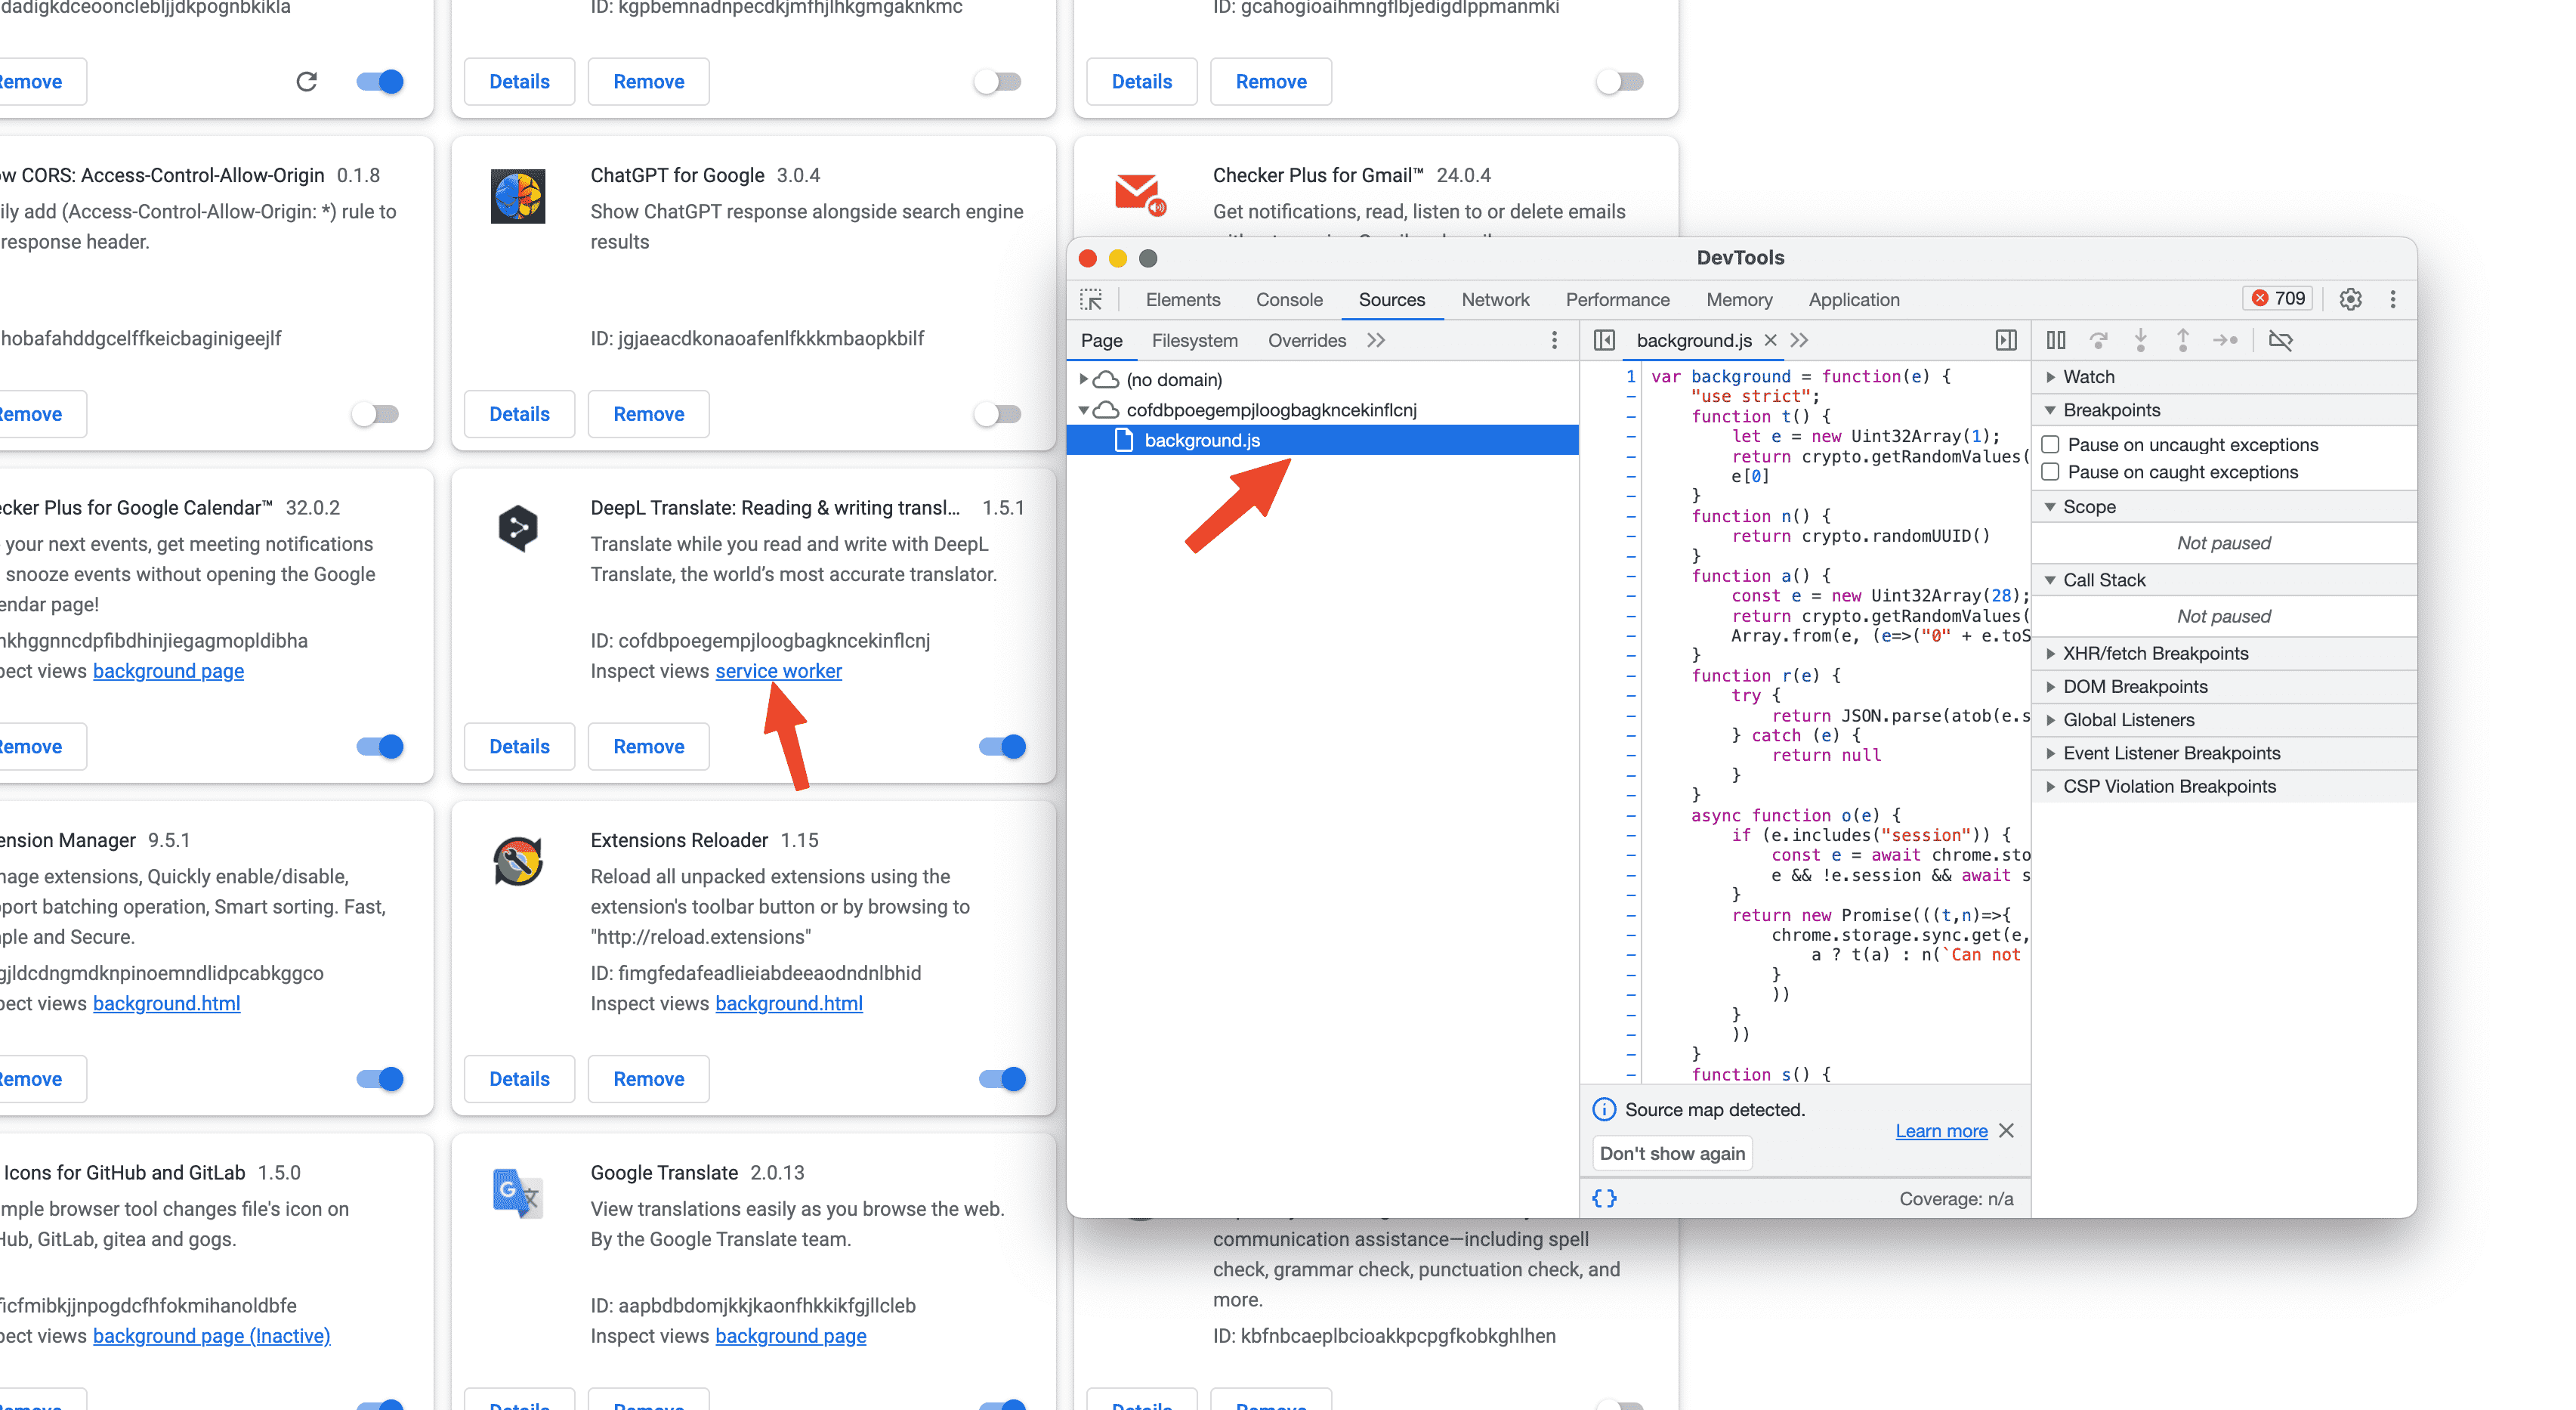 dadigkdceoonclebljjdkpognbkikla
ID: kgpbemnadnpecdkjmfhjlhkgmgaknkmc
ID: gcahogioaihmngflbjedigdlppmanmki
Remove
Details
Remove
Details
Remove
ow CORS: Access-Control-Allow-Origin 0.1.8
ily add (Access-Control-Allow-Origin: *) rule to
response header.
hobafahddgcelffkeicbaginigeejlf
Remove
ChatGPT for Google 3.0.4
Show ChatGPT response alongside search engine
results
ID: jgjaeacdkonaoafenlfkkkmbaopkbilf
Details
Remove
Checker Plus for Gmail™ 24.0.4
Get notifications, read, listen to or delete emails
ecker Plus for Google Calendar™ 32.0.2
your next events, get meeting notifications
snooze events without opening the Google
endar page!
nkhggnncdpfibdhinjiegagmopldibha
pect views background page
Remove
DeepL Translate: Reading & writing transl... 1.5.1
Translate while you read and write with DeepL
Translate, the world's most accurate translator.
ID: cofdbpoegempjloogbagkncekinflcnj
Inspect views service worker
Details
Remove
ension Manager 9.5.1
nage extensions, Quickly enable/disable,
pport batching operation, Smart sorting. Fast,
ple and Secure.
gjldcdngmdknpinoemndlidpcabkggco
pect views background.html
Remove
Extensions Reloader 1.15
Reload all unpacked extensions using the
extension's toolbar button or by browsing to
"http://reload.extensions"
ID: fimgfedafeadlieiabdeeaodndnlbhid
Inspect views background.html
Details
Remove
Icons for GitHub and GitLab 1.5.0
mple browser tool changes file's icon on
Hub, GitLab, gitea and gogs.
ficfmibkjjnpogdcfhfokmihanoldbfe
pect views background page (Inactive)
Google Translate 2.0.13
View translations easily as you browse the web.
By the Google Translate team.
ID: aapbdbdomjkkjkaonfhkkikfgjllcleb
Inspect views background page
Details
Remove
communication assistance—including spell
check, grammar check, punctuation check, and
more.
ID: kbfnbcaeplbcioakkpcpgfkobkghlhen
Details
Remove
DevTools
Elements Console Sources Network Performance Memory Application
709
Page Filesystem Overrides
(no domain)
cofdbpoegempjloogbagkncekinflcnj
background.js
background.js
1 var background = function(e) {
"use strict";
function t() {
let e = new Uint32Array(1);
return crypto.getRandomValues(
e[0]
}
function n() {
return crypto.randomUUID()
}
function a() {
const e = new Uint32Array(28);
return crypto.getRandomValues(
Array.from(e, (e=>("0" + e.toS
}
function r(e) {
try {
return JSON.parse(atob(e.s
} catch (e) {
return null
}
}
async function o(e) {
if (e.includes("session")) {
const e = await chrome.sto
e && !e.session && await s
}
return new Promise(((t,n)=>{
chrome.storage.sync.get(e,
a ? t(a) : n(`Can not
}
))
}
))
}
function s() {
Source map detected.
Learn more
Don't show again
{}
Coverage: n/a
Watch
Breakpoints
Pause on uncaught exceptions
Pause on caught exceptions
Scope
Not paused
Call Stack
Not paused
XHR/fetch Breakpoints
DOM Breakpoints
Global Listeners
Event Listener Breakpoints
CSP Violation Breakpoints